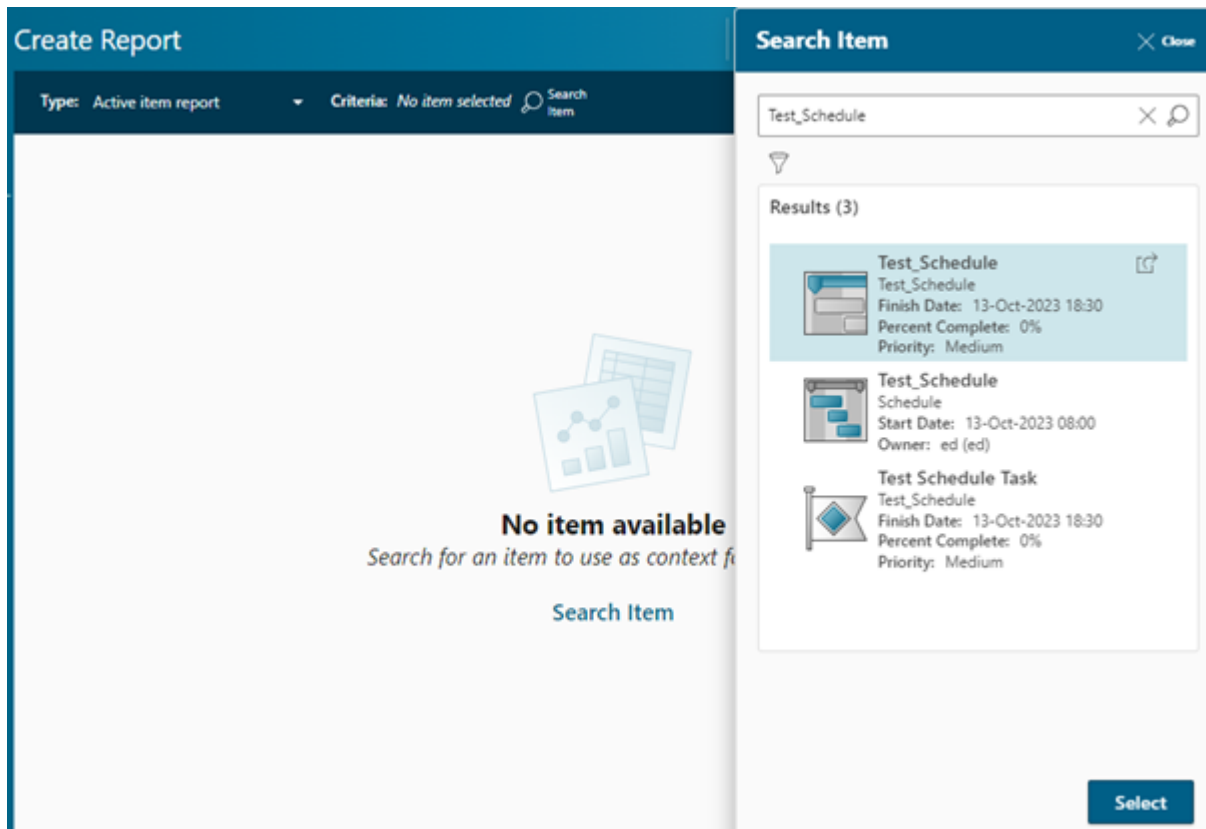 Create Report
Type: Active item report
Criteria: No item selected
Search
Item
No item available
Search for an item to use as context f
Search Item
Search Item
Close
Test_Schedule
Results (3)
Test_Schedule
Test_Schedule
Finish Date: 13-Oct-2023 18:30
Percent Complete: 0%
Priority: Medium
Test_Schedule
Schedule
Start Date: 13-Oct-2023 08:00
Owner: ed (ed)
Test Schedule Task
Test_Schedule
Finish Date: 13-Oct-2023 18:30
Percent Complete: 0%
Priority: Medium
Select